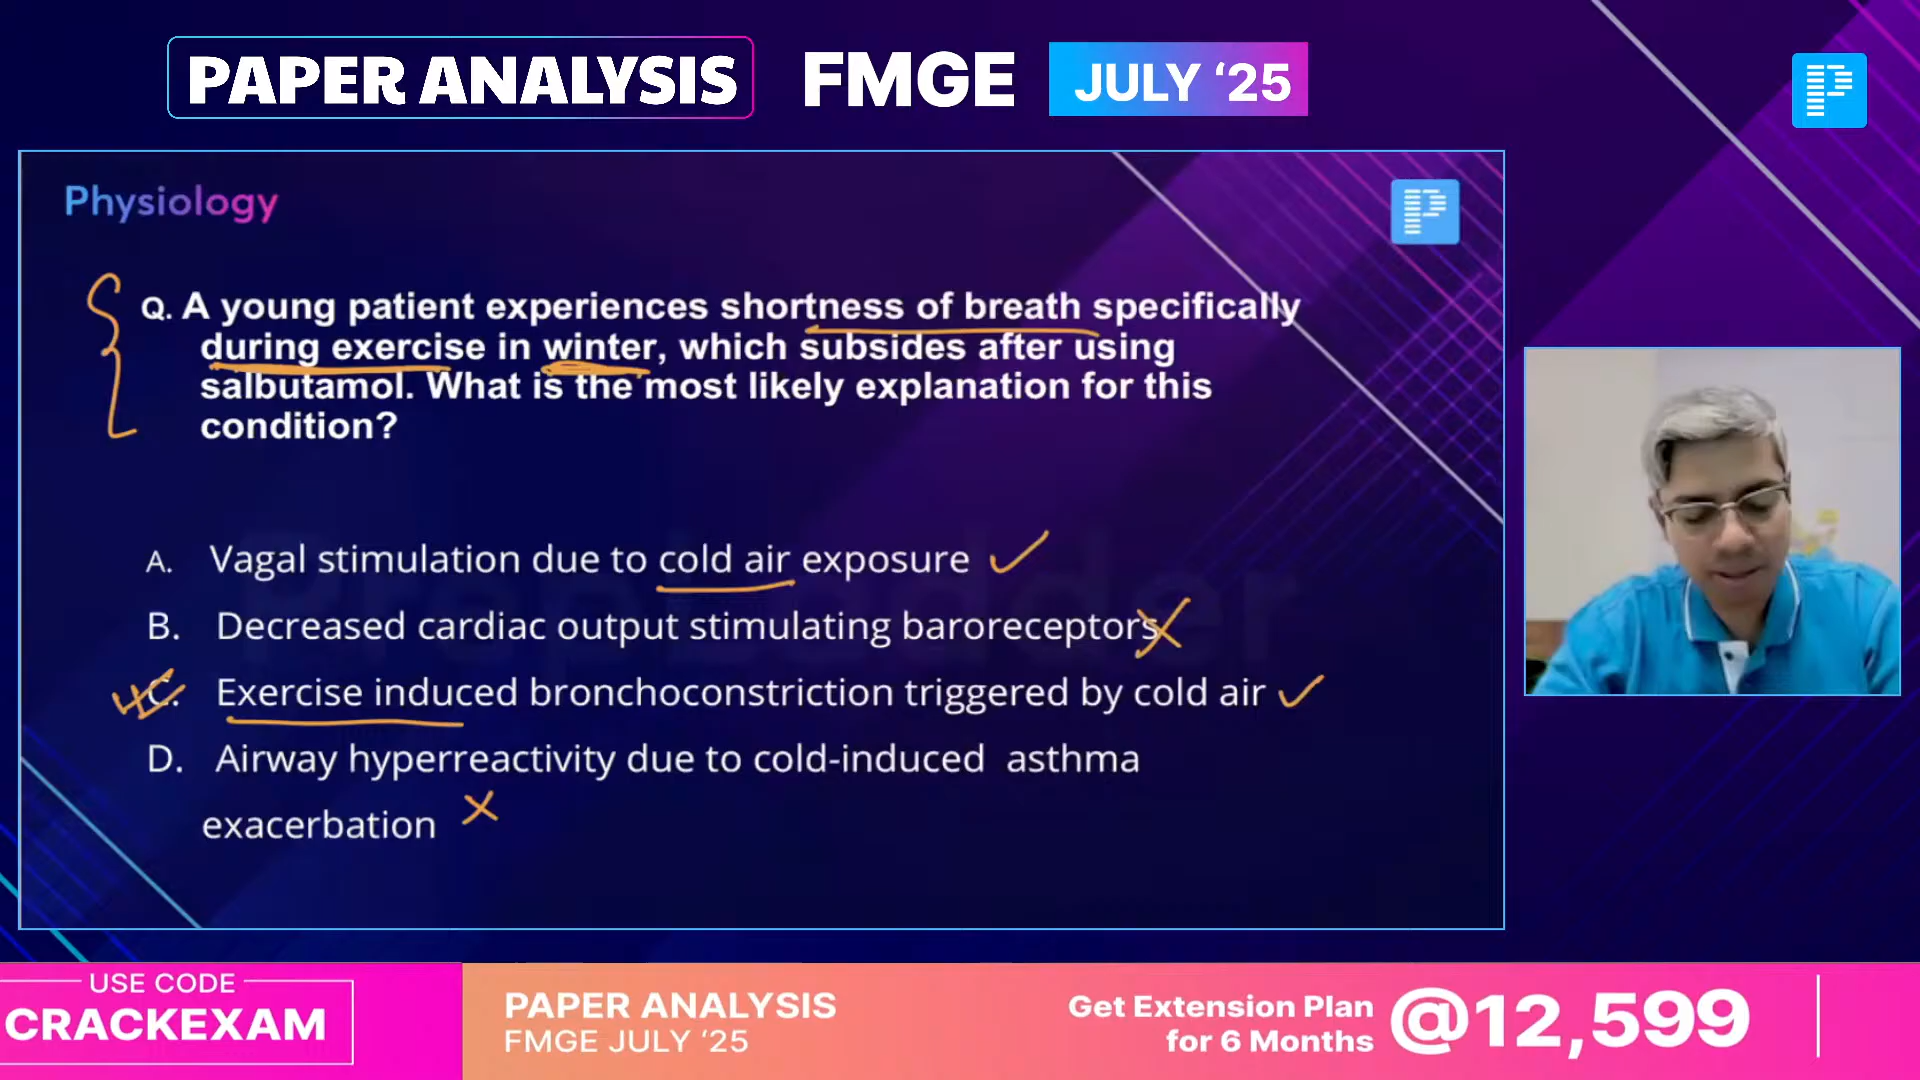 PAPER ANALYSIS FMGE JULY ‘25
Physiology
Q. A young patient experiences shortness of breath specifically
during exercise in winter, which subsides after using
salbutamol. What is the most likely explanation for this
condition?
A. Vagal stimulation due to cold air exposure
B. Decreased cardiac output stimulating baroreceptors
C. Exercise induced bronchoconstriction triggered by cold air
D. Airway hyperreactivity due to cold-induced asthma
exacerbation
PrepLadder
USE CODE
CRACKEXAM
PAPER ANALYSIS
FMGE JULY ‘25
Get Extension Plan
for 6 Months
@12,599